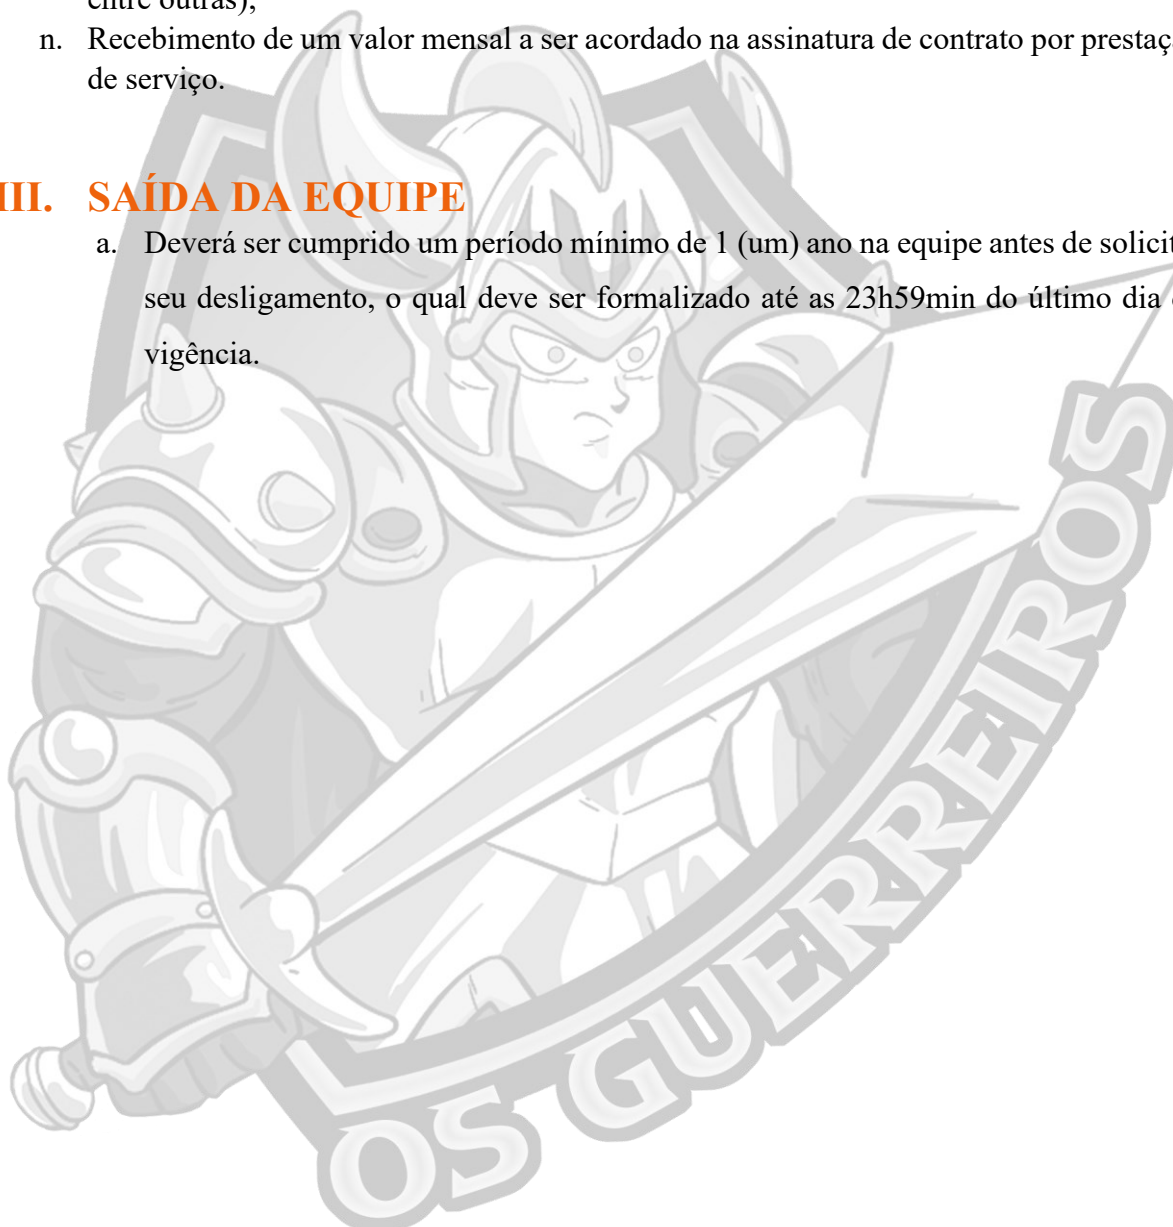 entre outras);
n. Recebimento de um valor mensal a ser acordado na assinatura de contrato por prestaç
de serviço.
III. SAÍDA DA EQUIPE
a. Deverá ser cumprido um período mínimo de 1 (um) ano na equipe antes de solicit
seu desligamento, o qual deve ser formalizado até as 23h59min do último dia
vigência.
OS GUERREIROS